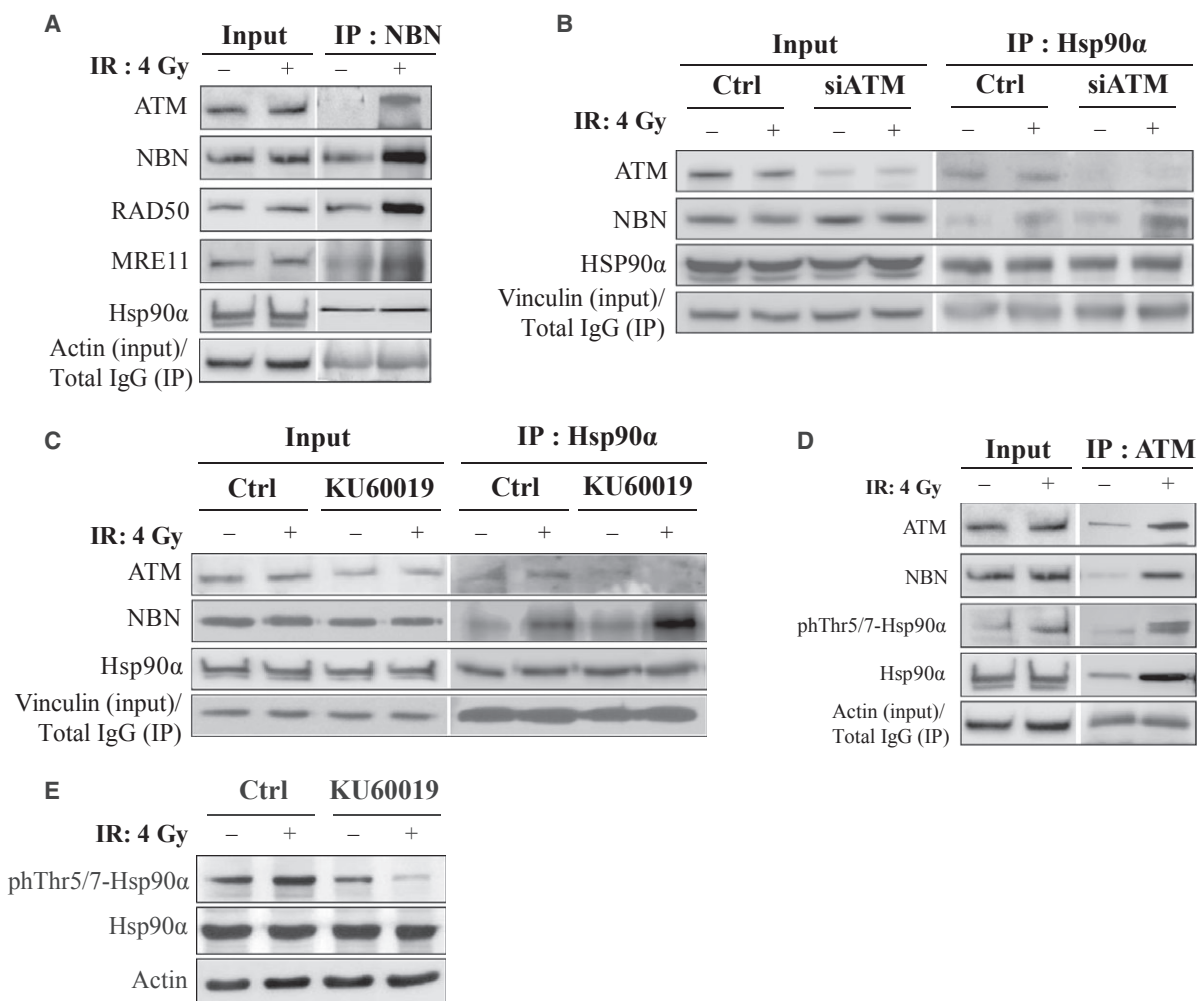 A
Input IP : NBN
IR : 4 Gy – + – +
ATM
NBN
RAD50
MRE11
Hsp90α
Actin (input)/
Total IgG (IP)
B
Input IP : Hsp90α
Ctrl siATM Ctrl siATM
IR: 4 Gy – + – + – + – +
ATM
NBN
HSP90α
Vinculin (input)/
Total IgG (IP)
C
Input IP : Hsp90α
Ctrl KU60019 Ctrl KU60019
IR: 4 Gy – + – + – + – +
ATM
NBN
Hsp90α
Vinculin (input)/
Total IgG (IP)
D
Input IP : ATM
IR: 4 Gy – + – +
ATM
NBN
phThr5/7-Hsp90α
Hsp90α
Actin (input)/
Total IgG (IP)
E
Ctrl KU60019
IR: 4 Gy – + – +
phThr5/7-Hsp90α
Hsp90α
Actin